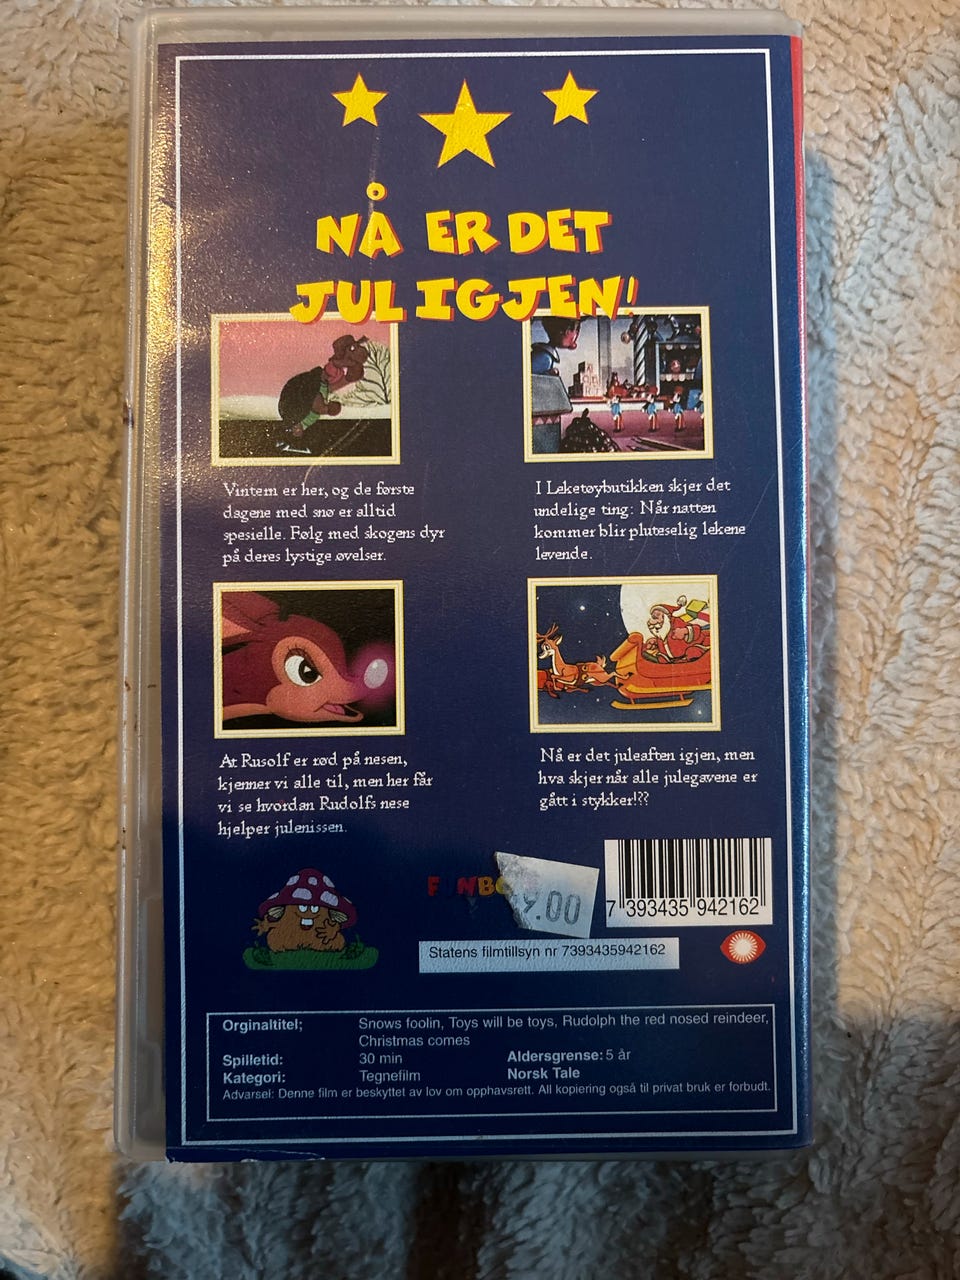 NÅ ER DET
JUL IGJEN!
Vintern er her, og de første
dagene med snø er alltid
spesielle. Følg med skogens dyr
på deres lystige øvelser.
I Leketøybutikken skjer det
undelige ting: Når natten
kommer blir pluteselig lekene
levende.
At Rusolf er rød på nesen,
kjenner vi alle til, men her får
vi se hvordan Rudolfs nese
hjelper julenissen.
Nå er det juleaften igjen, men
hva skjer når alle julegavene er
gått i stykker!??
9.00
7 393435 942162
Statens filmtillsyn nr 7393435942162
Orginaltitel; Snows foolin, Toys will be toys, Rudolph the red nosed reindeer,
Christmas comes
Spilletid: 30 min Aldersgrense: 5 år
Kategori: Tegnefilm Norsk Tale
Advarsel: Denne film er beskyttet av lov om opphavsrett. All kopiering også til privat bruk er forbudt.